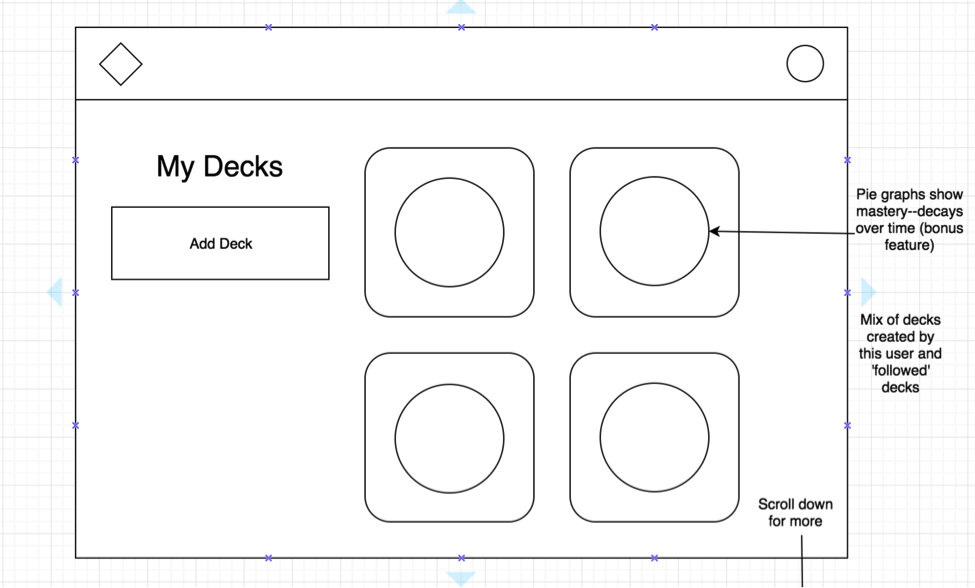 My Decks
Add Deck
Pie graphs show
mastery--decays
over time (bonus
feature)
Mix of decks
created by
this user and
'followed'
decks
Scroll down
for more